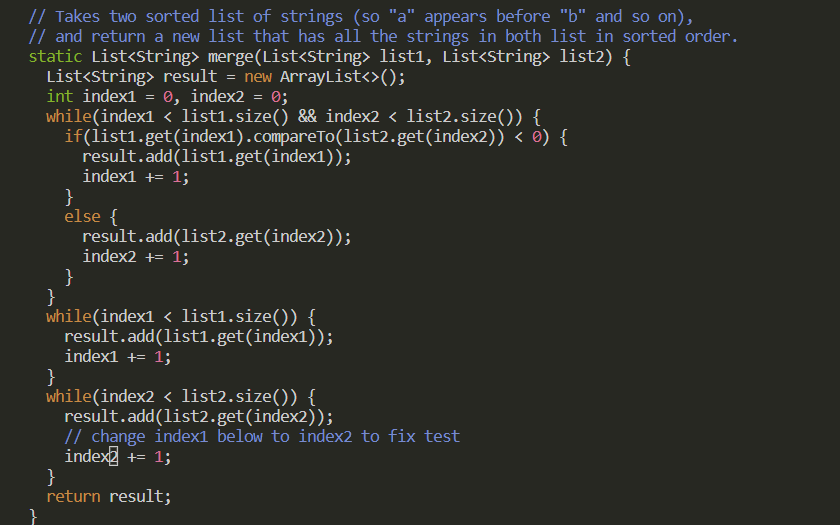 // Takes two sorted list of strings (so "a" appears before "b" and so on),
// and return a new list that has all the strings in both list in sorted order.
static List<String> merge(List<String> list1, List<String> list2) {
  List<String> result = new ArrayList<>();
  int index1 = 0, index2 = 0;
  while(index1 < list1.size() && index2 < list2.size()) {
    if(list1.get(index1).compareTo(list2.get(index2)) < 0) {
      result.add(list1.get(index1));
      index1 += 1;
    }
    else {
      result.add(list2.get(index2));
      index2 += 1;
    }
  }
  while(index1 < list1.size()) {
    result.add(list1.get(index1));
    index1 += 1;
  }
  while(index2 < list2.size()) {
    result.add(list2.get(index2));
    // change index1 below to index2 to fix test
    index2 += 1;
  }
  return result;
}